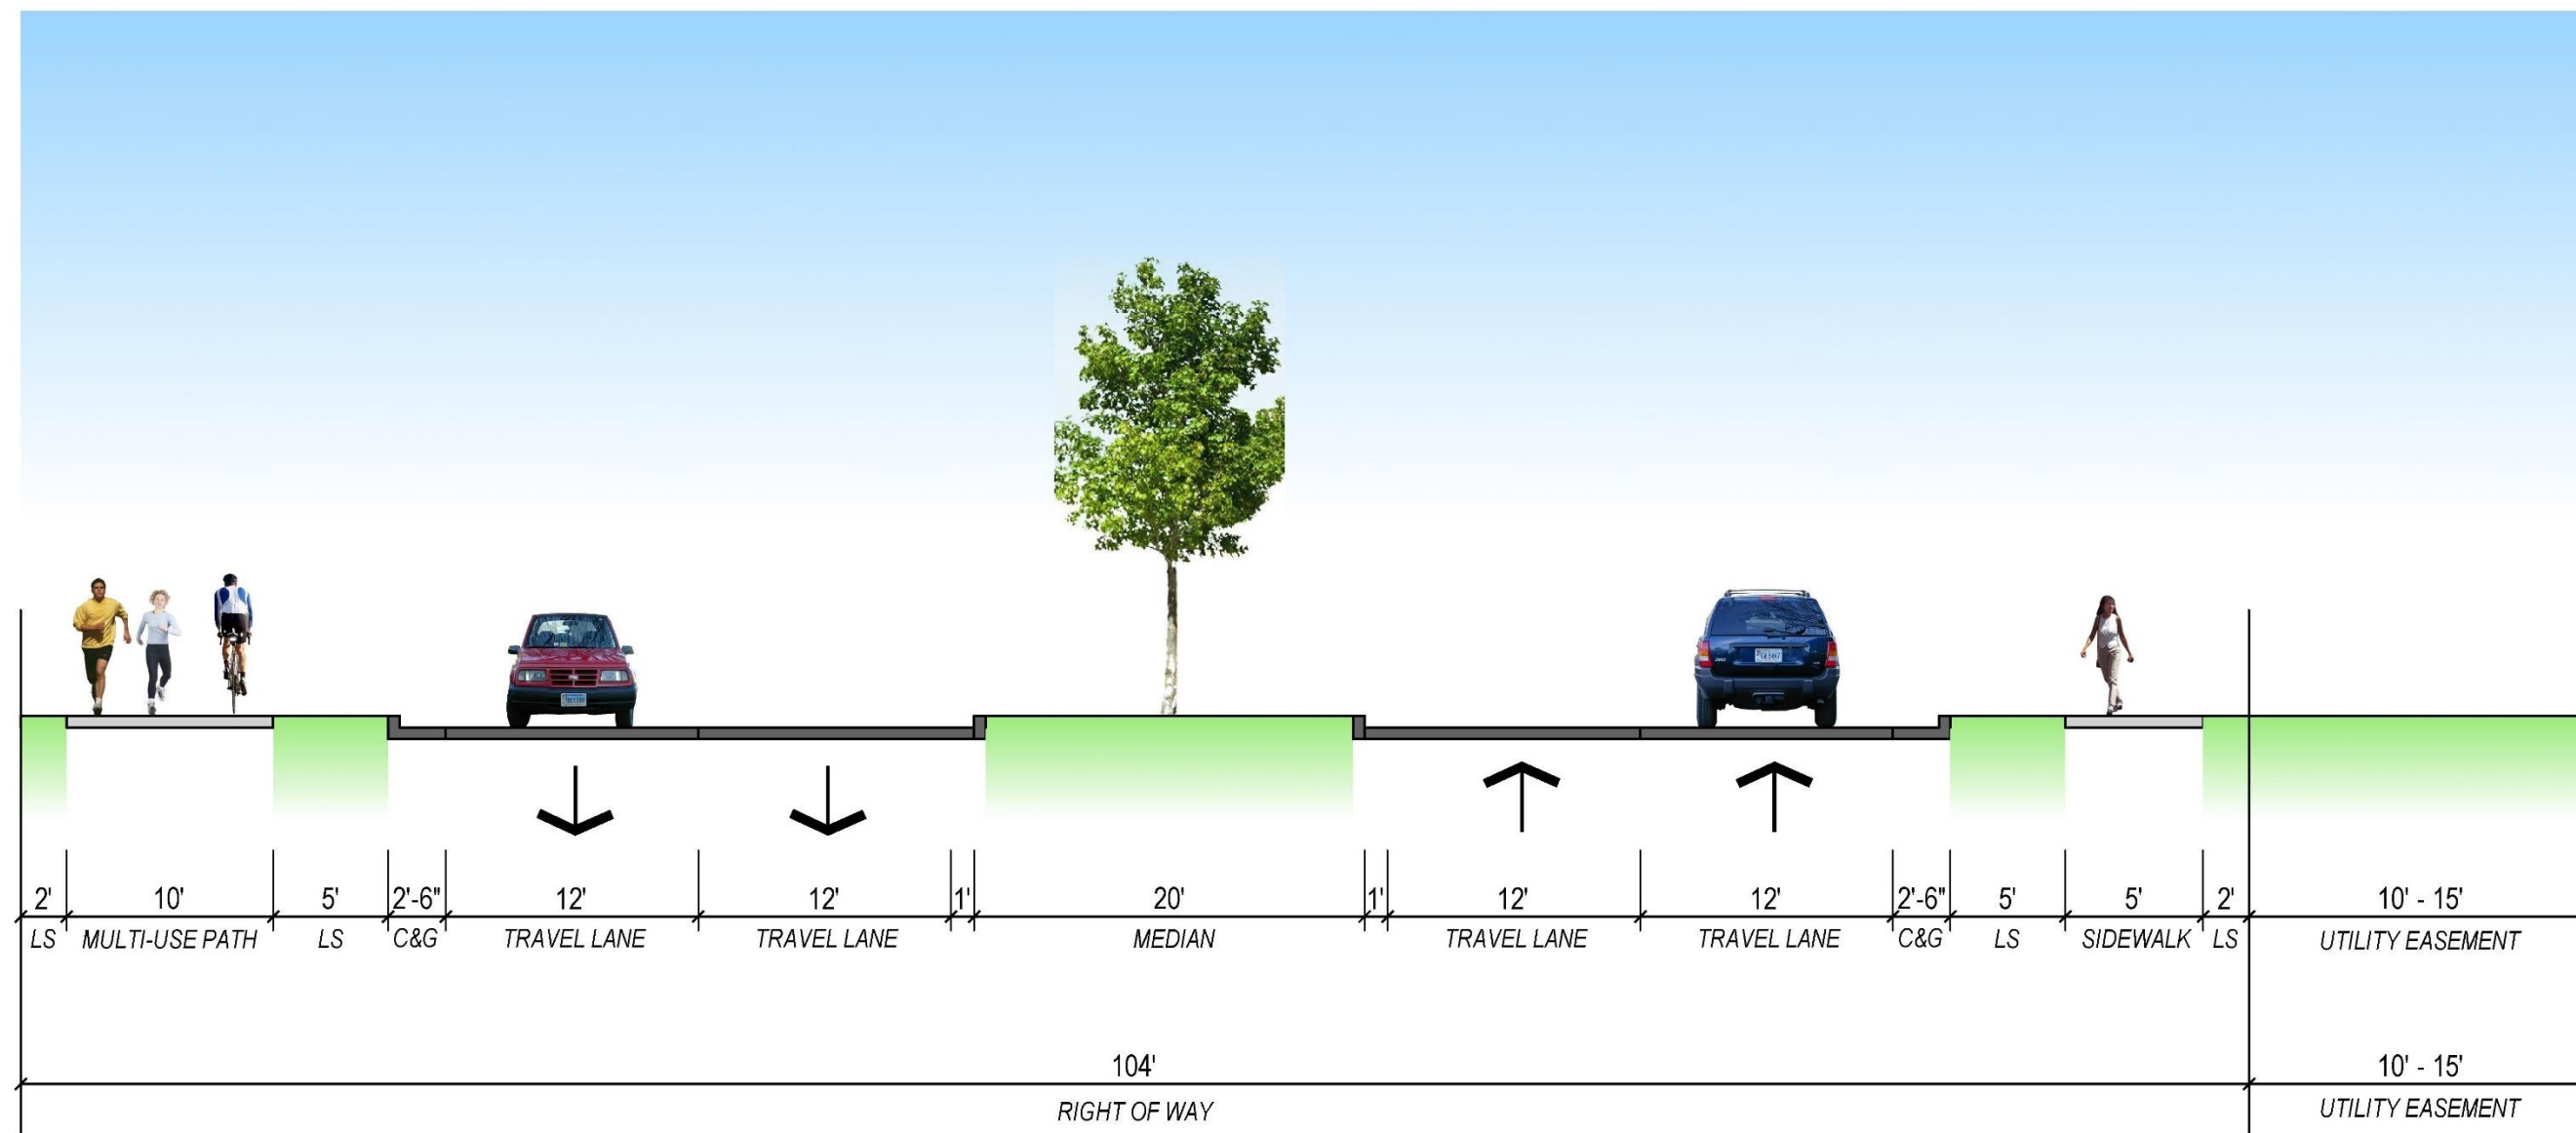 2' 10' 5' 2'-6" 12' 12' 1' 20' 1' 12' 12' 2'-6" 5' 5' 2' 10' - 15'
LS MULTI-USE PATH LS C&G TRAVEL LANE TRAVEL LANE MEDIAN TRAVEL LANE TRAVEL LANE C&G LS SIDEWALK LS UTILITY EASEMENT
104' 10' - 15'
RIGHT OF WAY UTILITY EASEMENT